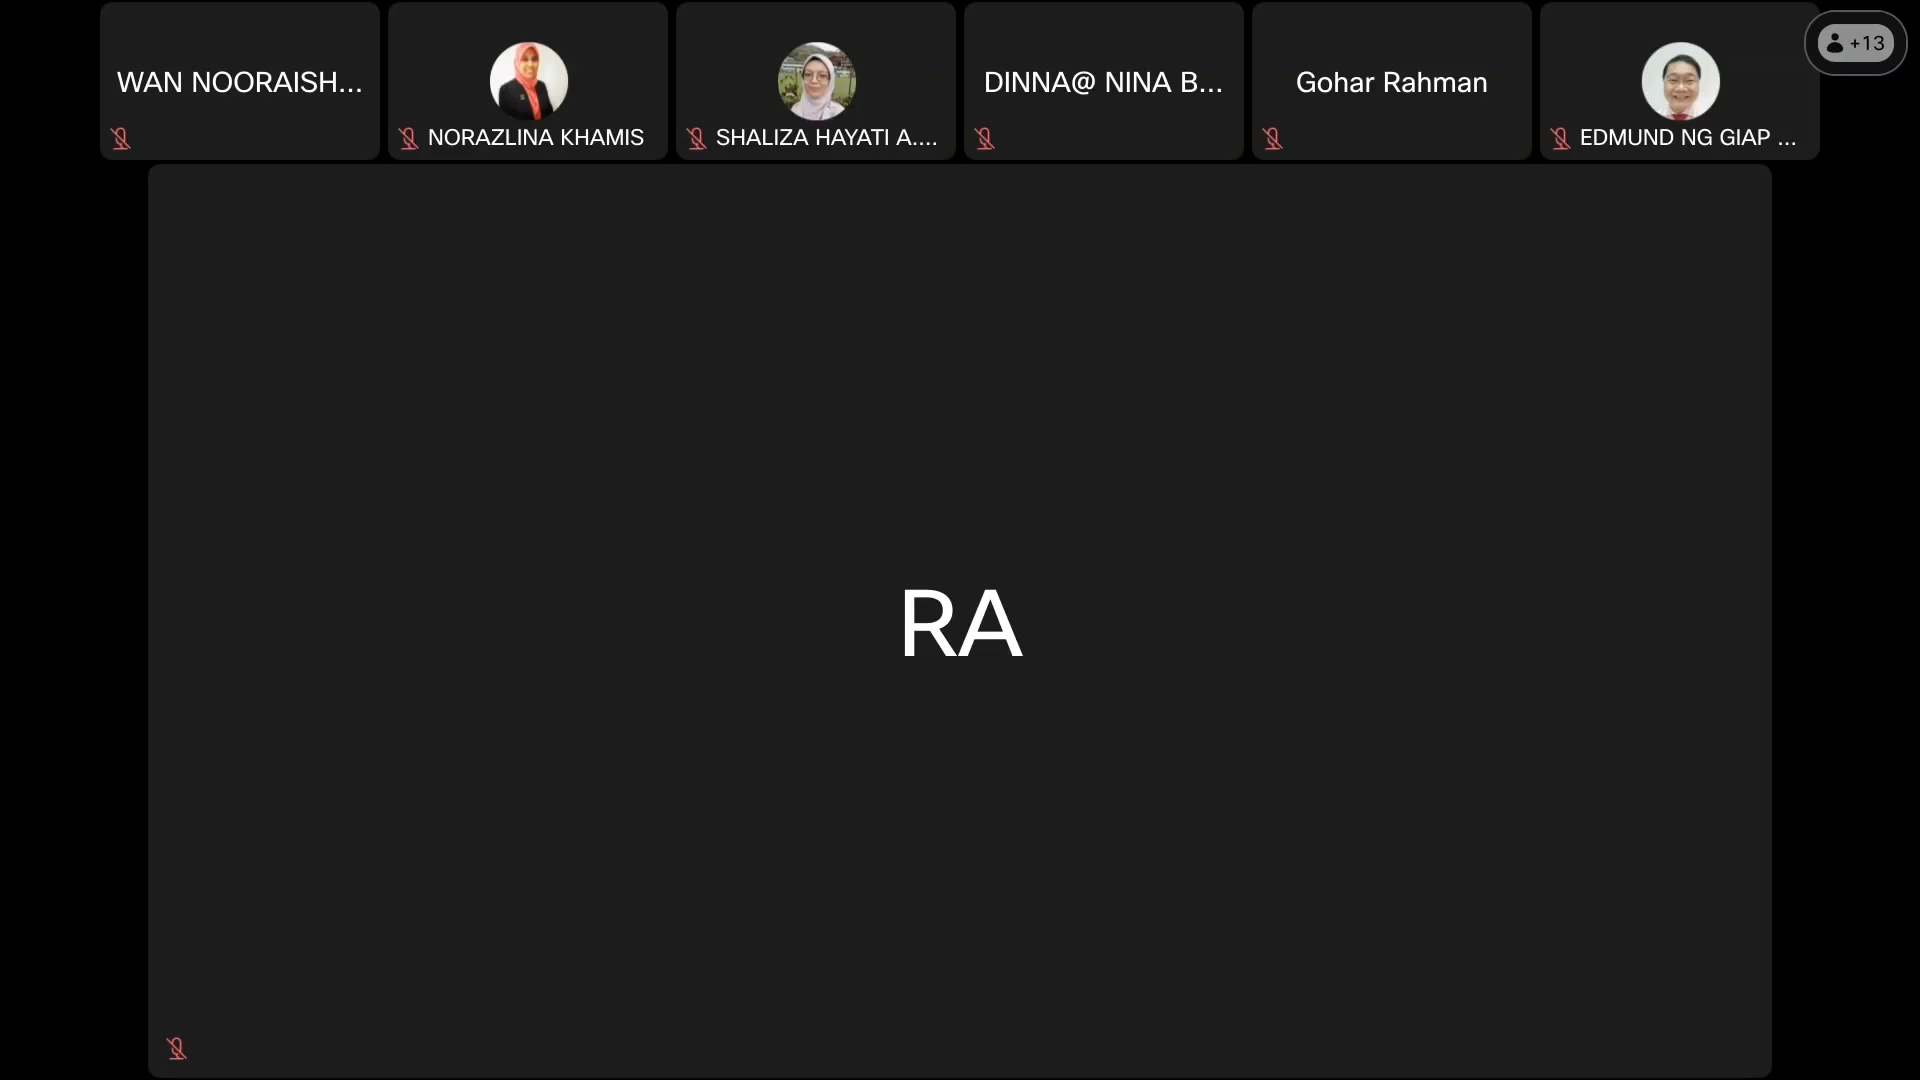 WAN NOORAISH...
NORAZLINA KHAMIS
SHALIZA HAYATI A....
DINNA@ NINA B...
Gohar Rahman
EDMUND NG GIAP ...
+13
RA